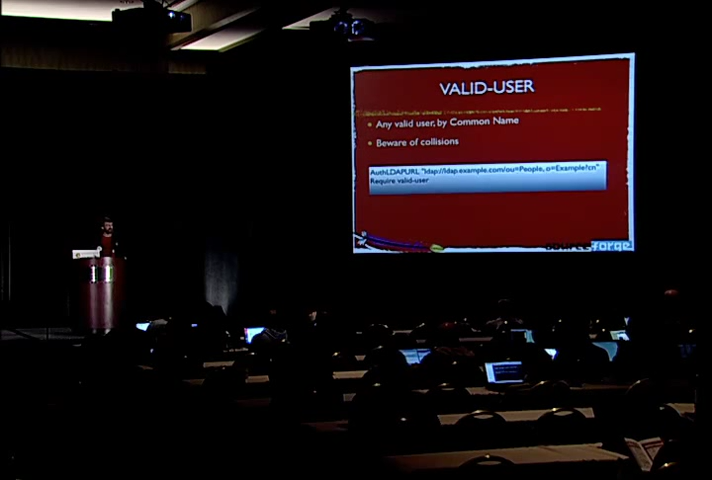 VALID-USER
Any valid user, by Common Name
Beware of collisions
AuthLDAPURL "ldap://ldap.example.com/ou=People, o=Example?cn"
Require valid-user
sourceforge